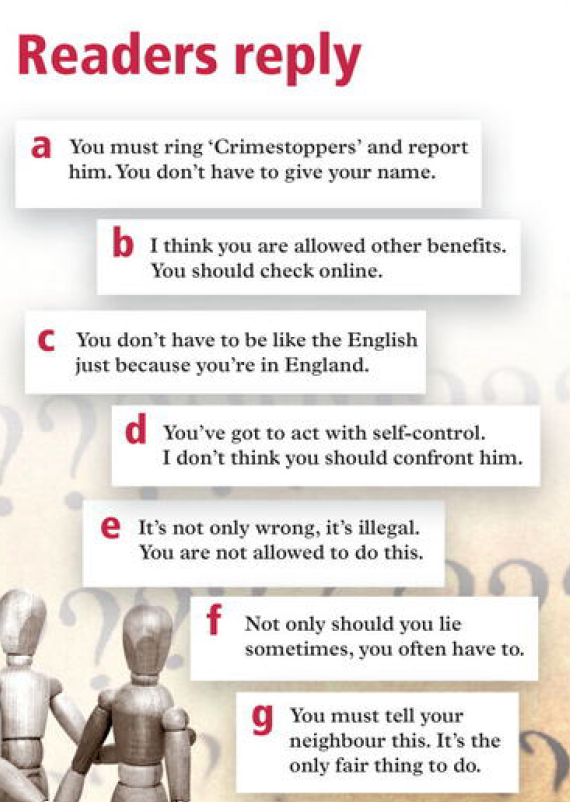 Readers reply
a You must ring ‘Crimestoppers’ and report
him. You don’t have to give your name.
b I think you are allowed other benefits.
You should check online.
c You don’t have to be like the English
just because you’re in England.
d You’ve got to act with self-control.
I don’t think you should confront him.
e It’s not only wrong, it’s illegal.
You are not allowed to do this.
f Not only should you lie
sometimes, you often have to.
g You must tell your
neighbour this. It’s the
only fair thing to do.